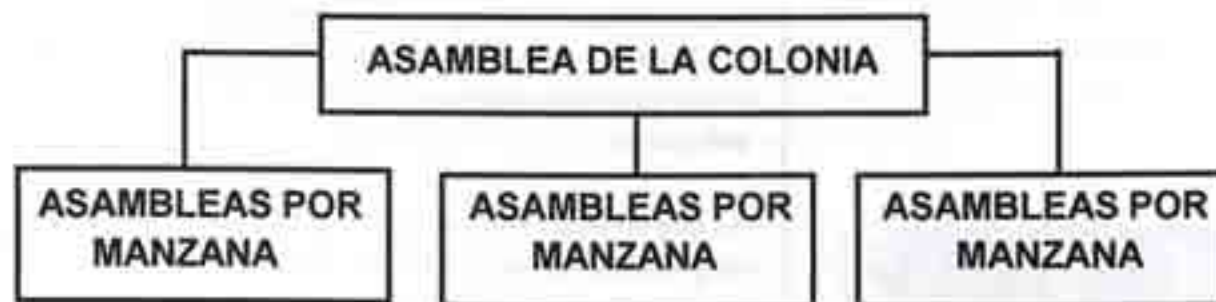 ASAMBLEA DE LA COLONIA
ASAMBLEAS POR
MANZANA
ASAMBLEAS POR
MANZANA
ASAMBLEAS POR
MANZANA